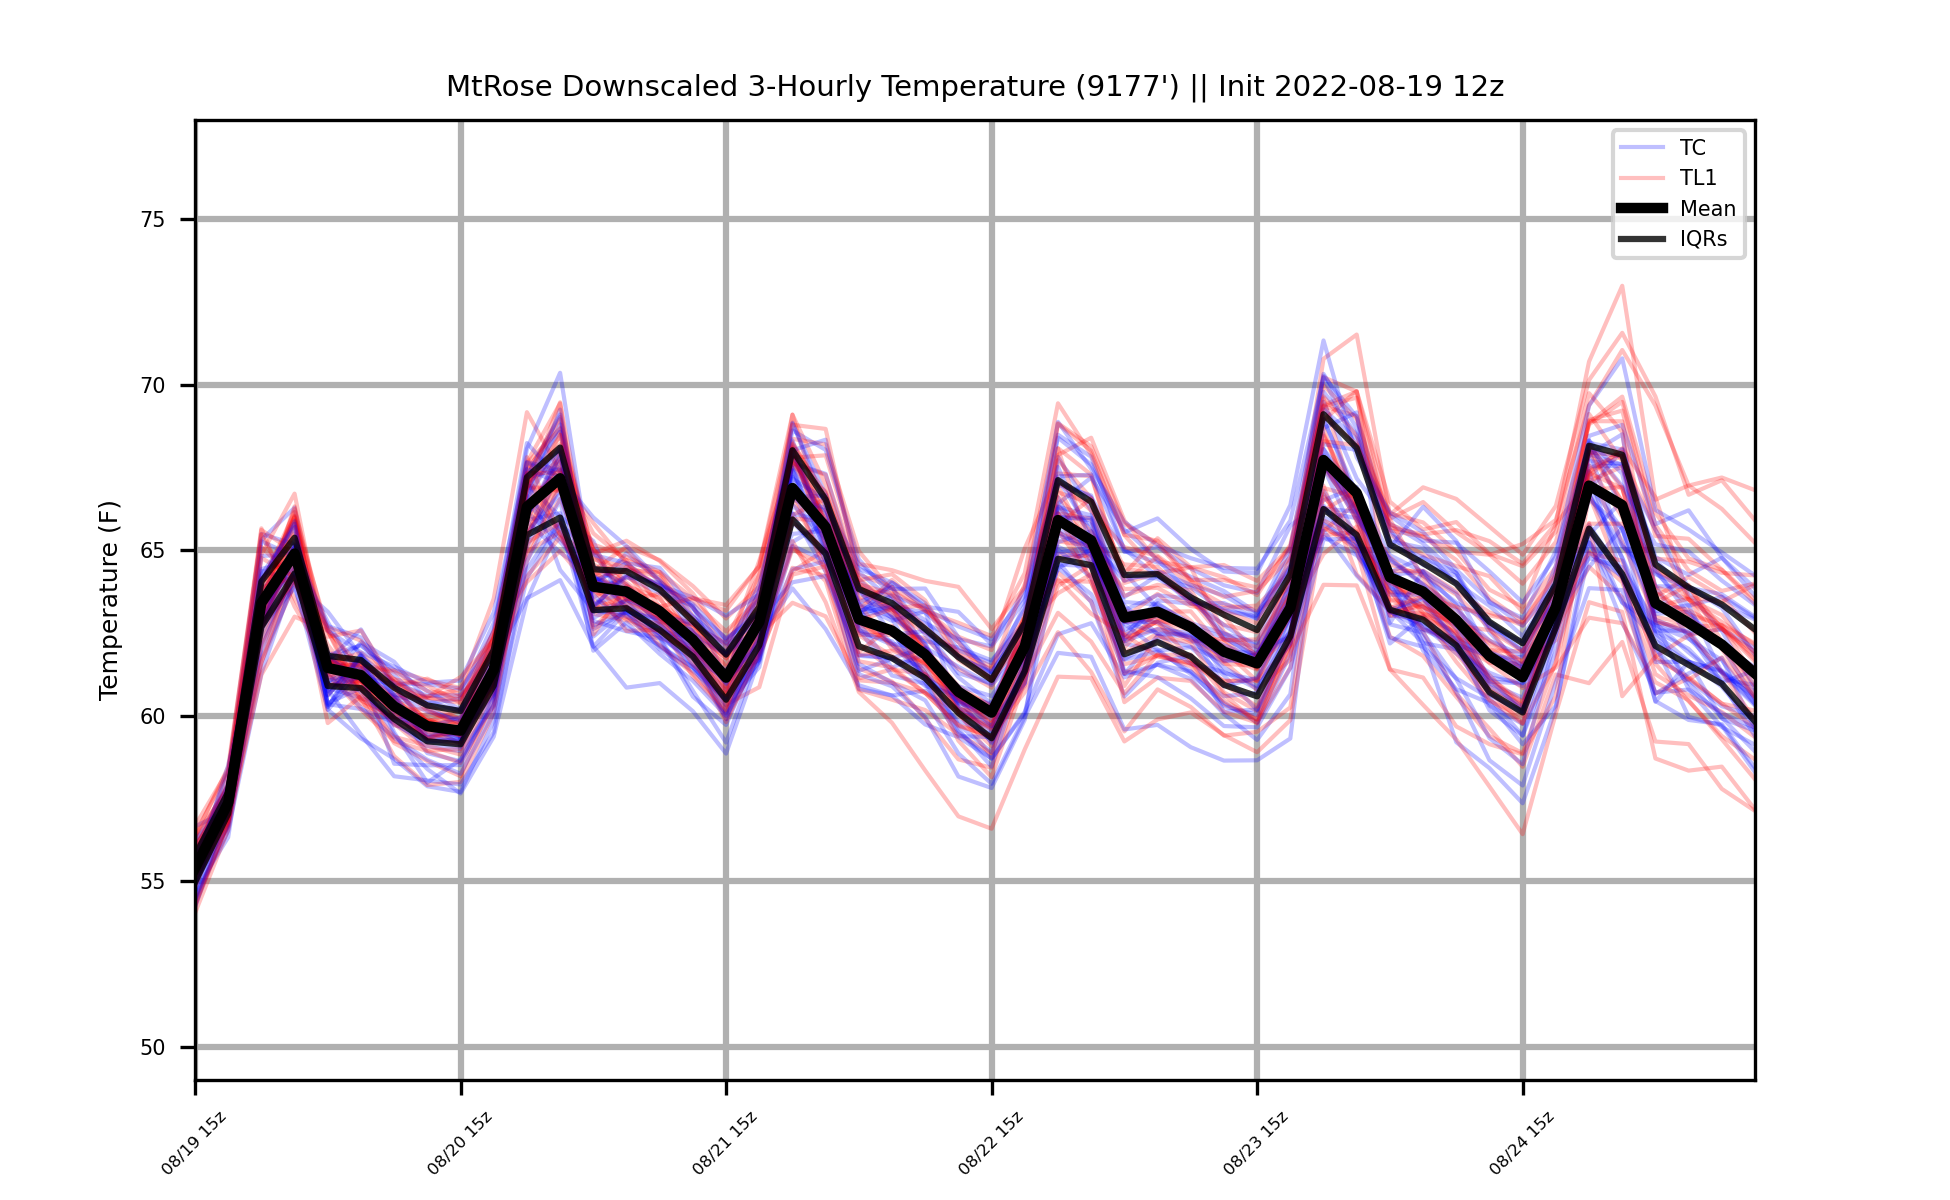 MtRose Downscaled 3-Hourly Temperature (9177') || Init 2022-08-19 12z
TC
TL1
Mean
IQRs
Temperature (F)
75
70
65
60
55
50
08/19 15z
08/20 15z
08/21 15z
08/22 15z
08/23 15z
08/24 15z